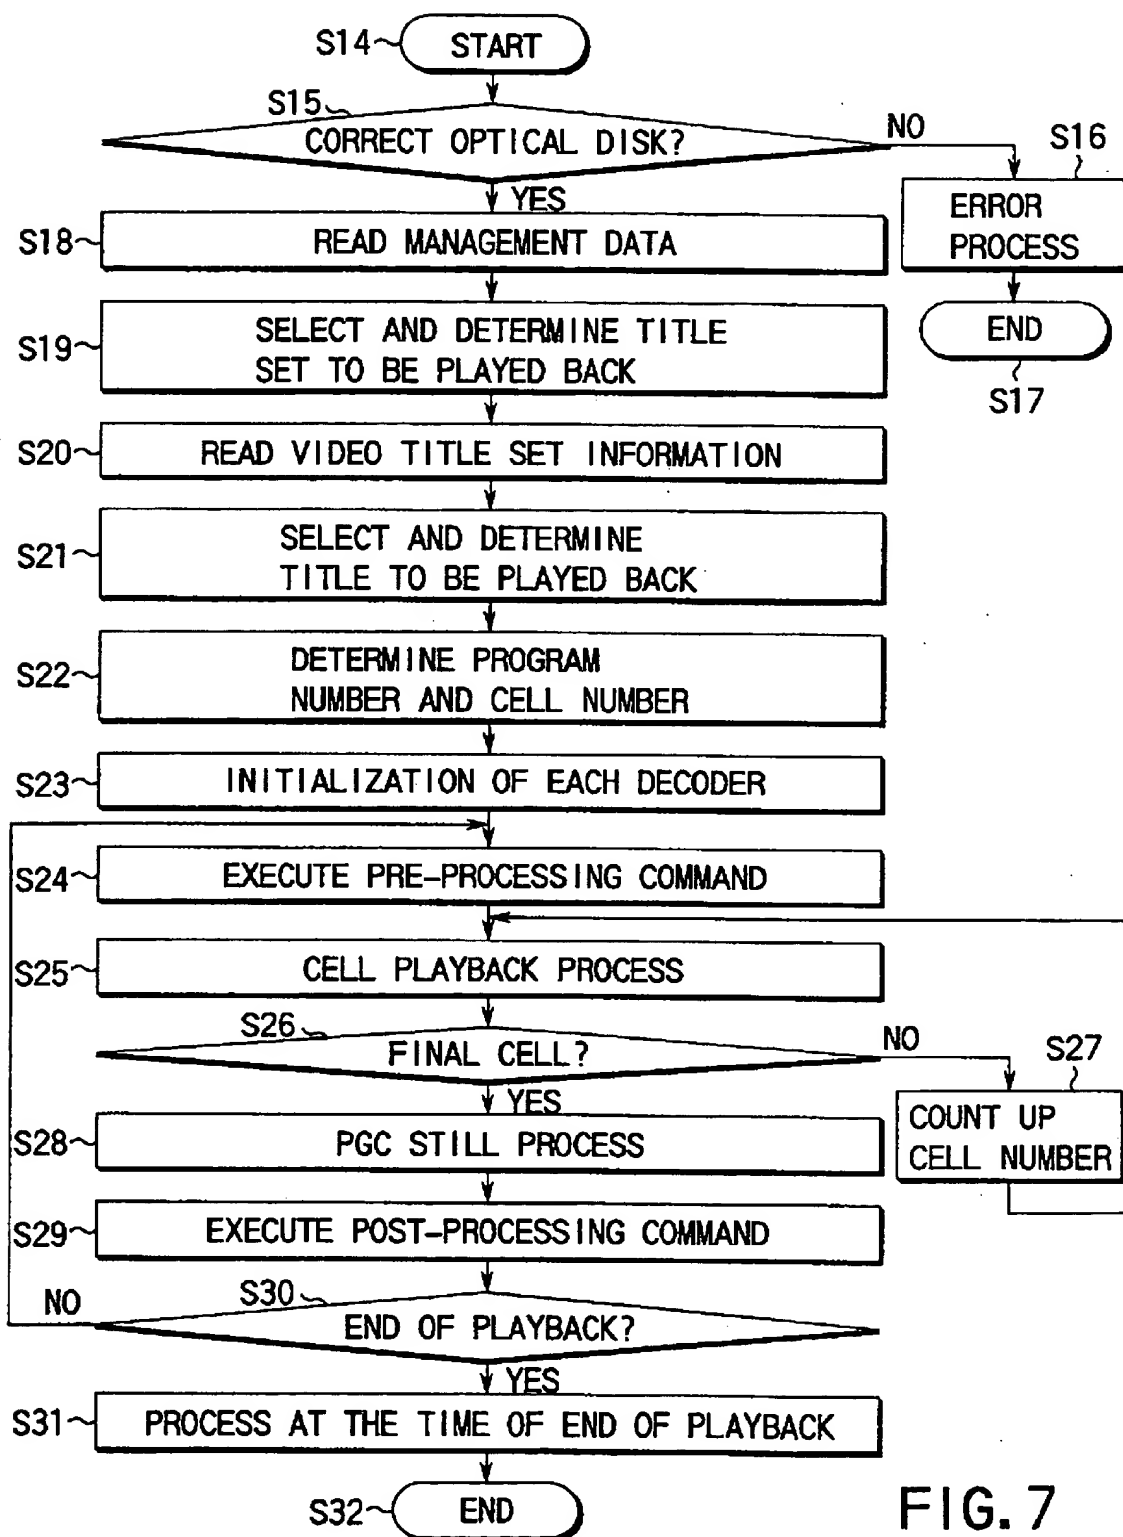 S14
START
S15
CORRECT OPTICAL DISK?
NO
S16
ERROR
PROCESS
YES
S18
READ MANAGEMENT DATA
END
S17
S19
SELECT AND DETERMINE TITLE
SET TO BE PLAYED BACK
S20
READ VIDEO TITLE SET INFORMATION
S21
SELECT AND DETERMINE
TITLE TO BE PLAYED BACK
S22
DETERMINE PROGRAM
NUMBER AND CELL NUMBER
S23
INITIALIZATION OF EACH DECODER
S24
EXECUTE PRE-PROCESSING COMMAND
S25
CELL PLAYBACK PROCESS
S26
FINAL CELL?
NO
S27
COUNT UP
CELL NUMBER
YES
S28
PGC STILL PROCESS
S29
EXECUTE POST-PROCESSING COMMAND
S30
NO
END OF PLAYBACK?
YES
S31
PROCESS AT THE TIME OF END OF PLAYBACK
S32
END
FIG. 7